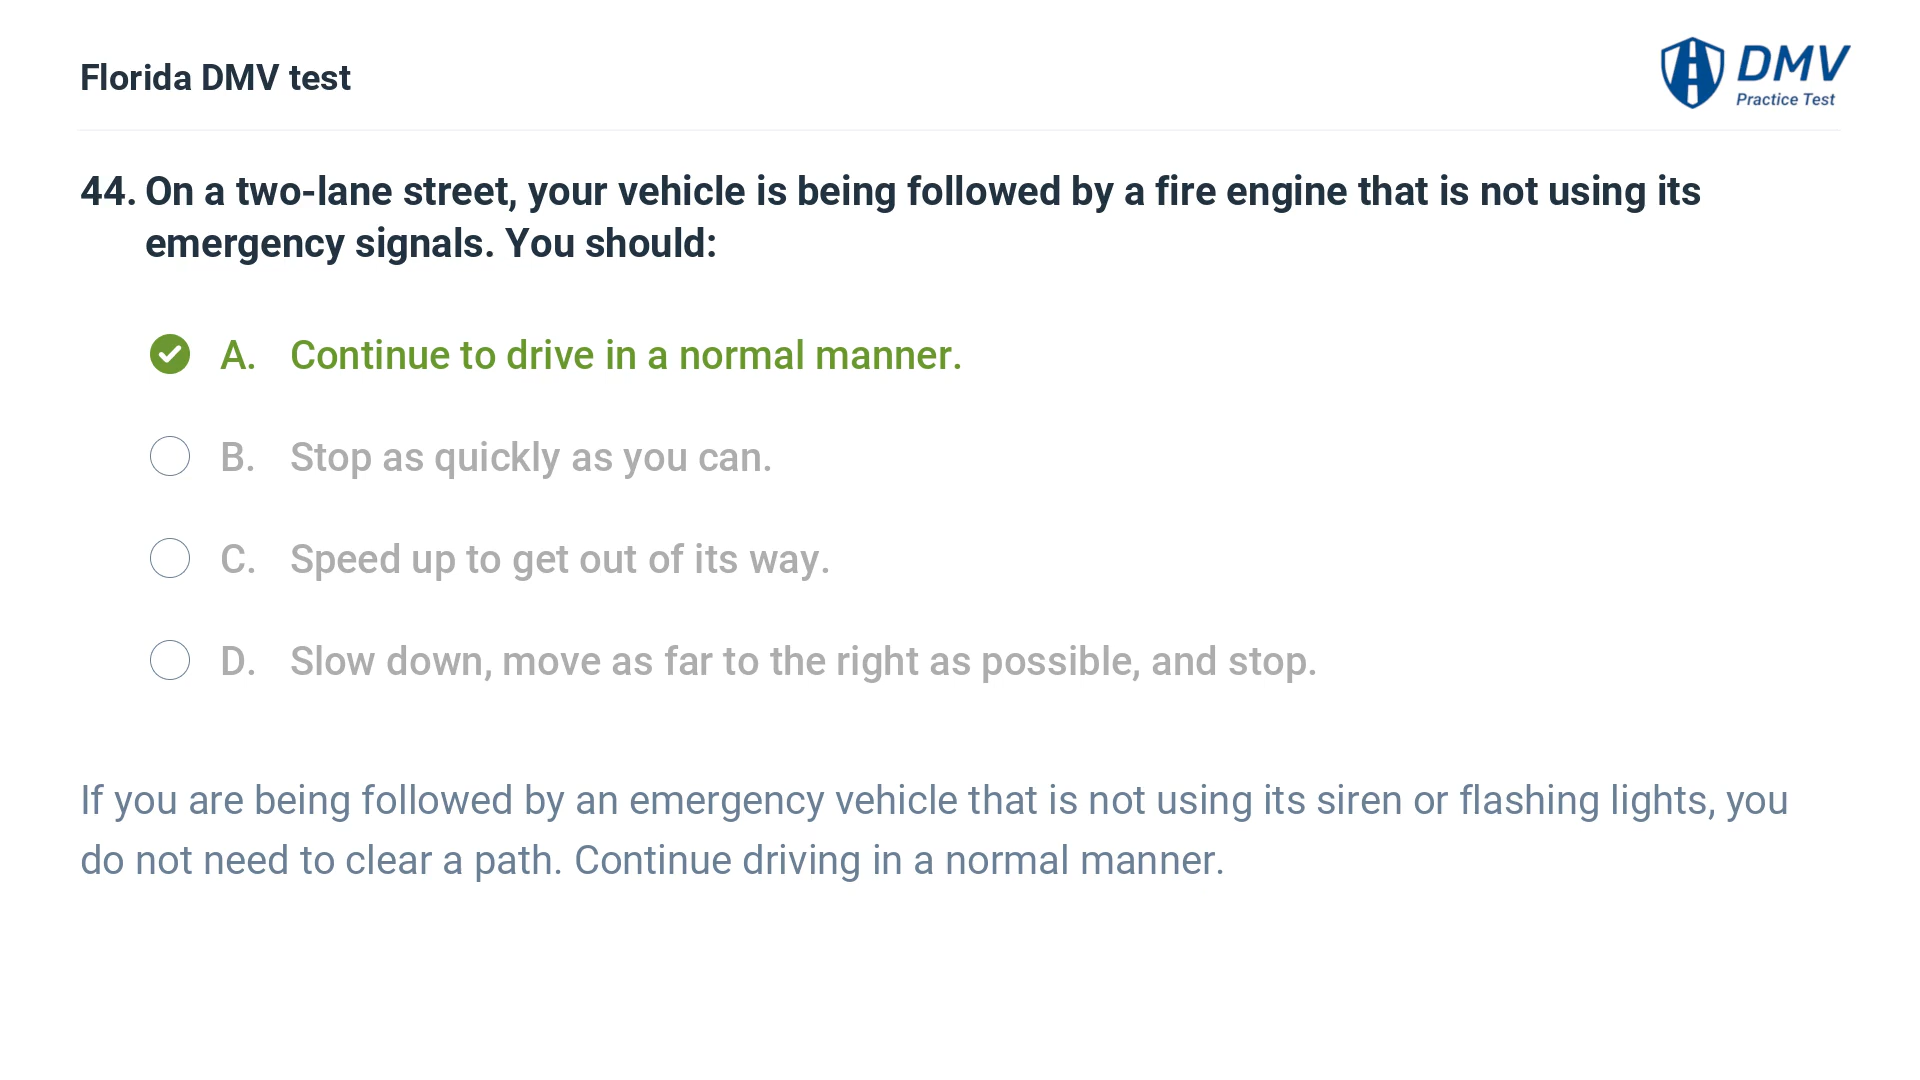 Florida DMV test
DMV
Practice Test
44. On a two-lane street, your vehicle is being followed by a fire engine that is not using its
emergency signals. You should:
A. Continue to drive in a normal manner.
B. Stop as quickly as you can.
C. Speed up to get out of its way.
D. Slow down, move as far to the right as possible, and stop.
If you are being followed by an emergency vehicle that is not using its siren or flashing lights, you
do not need to clear a path. Continue driving in a normal manner.